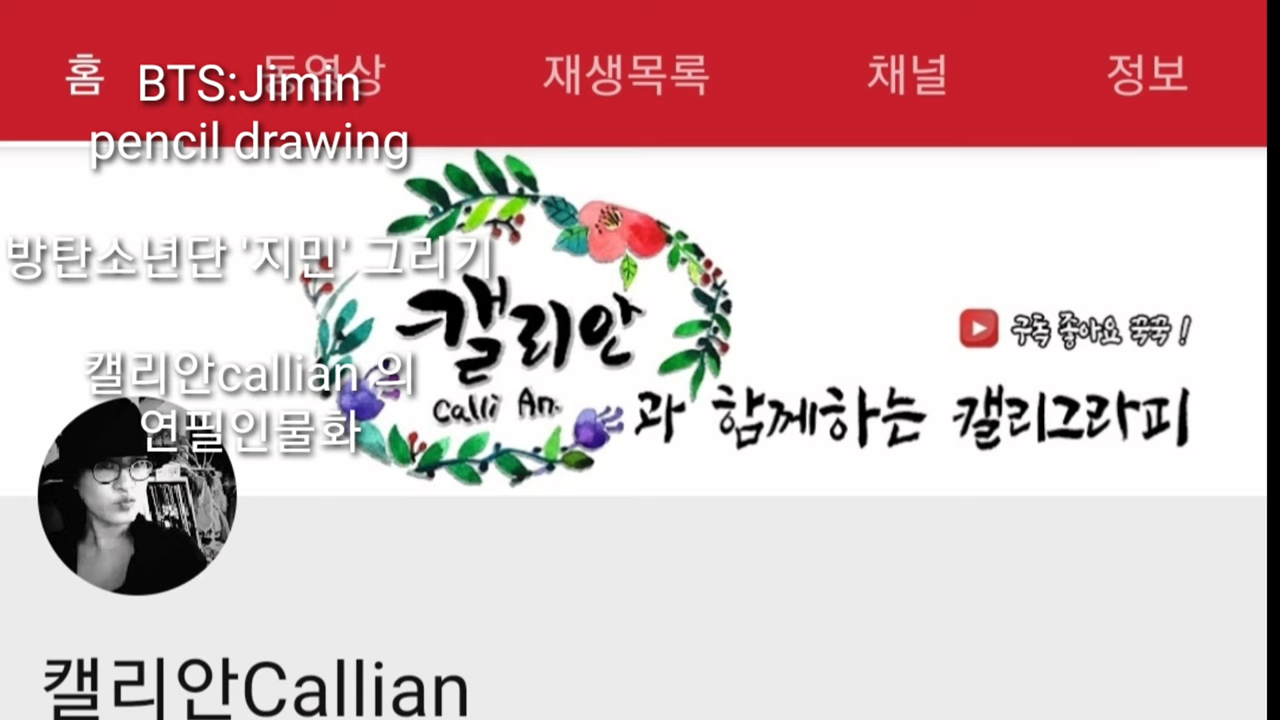 홈 동영상 재생목록 채널 정보
BTS:Jimin
pencil drawing
방탄소년단 '지민' 그리기
캘리안callian 의
연필인물화
캘리안
Calli An.
구독 좋아요 꾹꾹 !
과 함께하는 캘리그라피
캘리안Callian